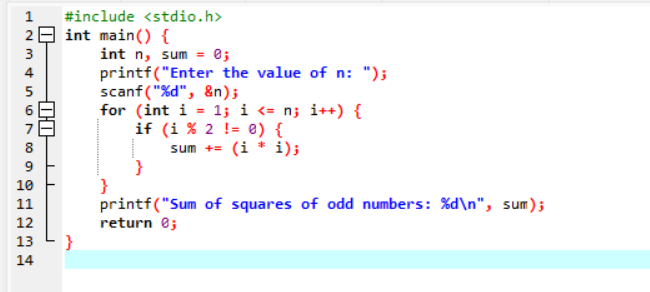 1 #include <stdio.h>
2 int main() {
3 int n, sum = 0;
4 printf("Enter the value of n: ");
5 scanf("%d", &n);
6 for (int i = 1; i <= n; i++) {
7 if (i % 2 != 0) {
8 sum += (i * i);
9 }
10 }
11 printf("Sum of squares of odd numbers: %d\n", sum);
12 return 0;
13 }
14